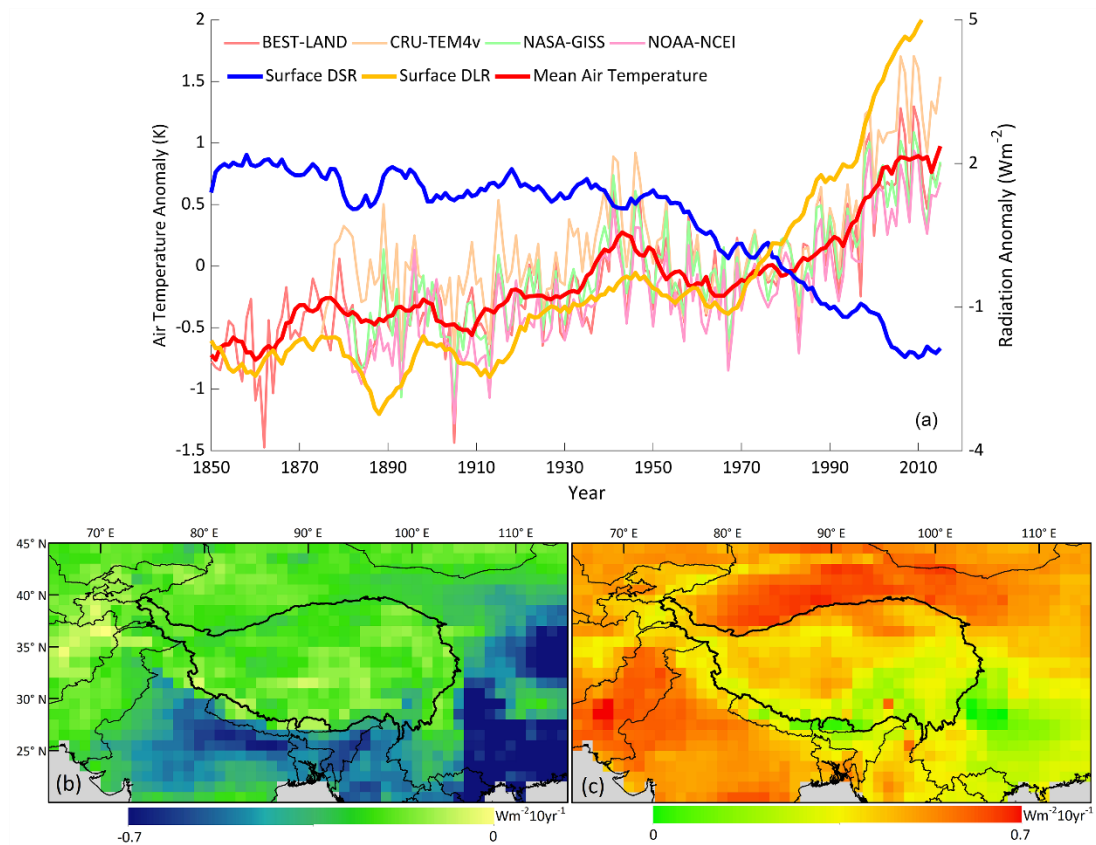 2
1.5
1
0.5
0
-0.5
-1
-1.5
Air Temperature Anomaly (K)
BEST-LAND CRU-TEM4v NASA-GISS NOAA-NCEI
Surface DSR Surface DLR Mean Air Temperature
5
2
-1
-4
Radiation Anomaly (Wm-2)
(a)
1850 1870 1890 1910 1930 1950 1970 1990 2010
Year
70° E 80° E 90° E 100° E 110° E
45° N
40° N
35° N
30° N
25° N
(b)
-0.7 0
Wm-210yr-1
70° E 80° E 90° E 100° E 110° E
(c)
0 0.7
Wm-210yr-1